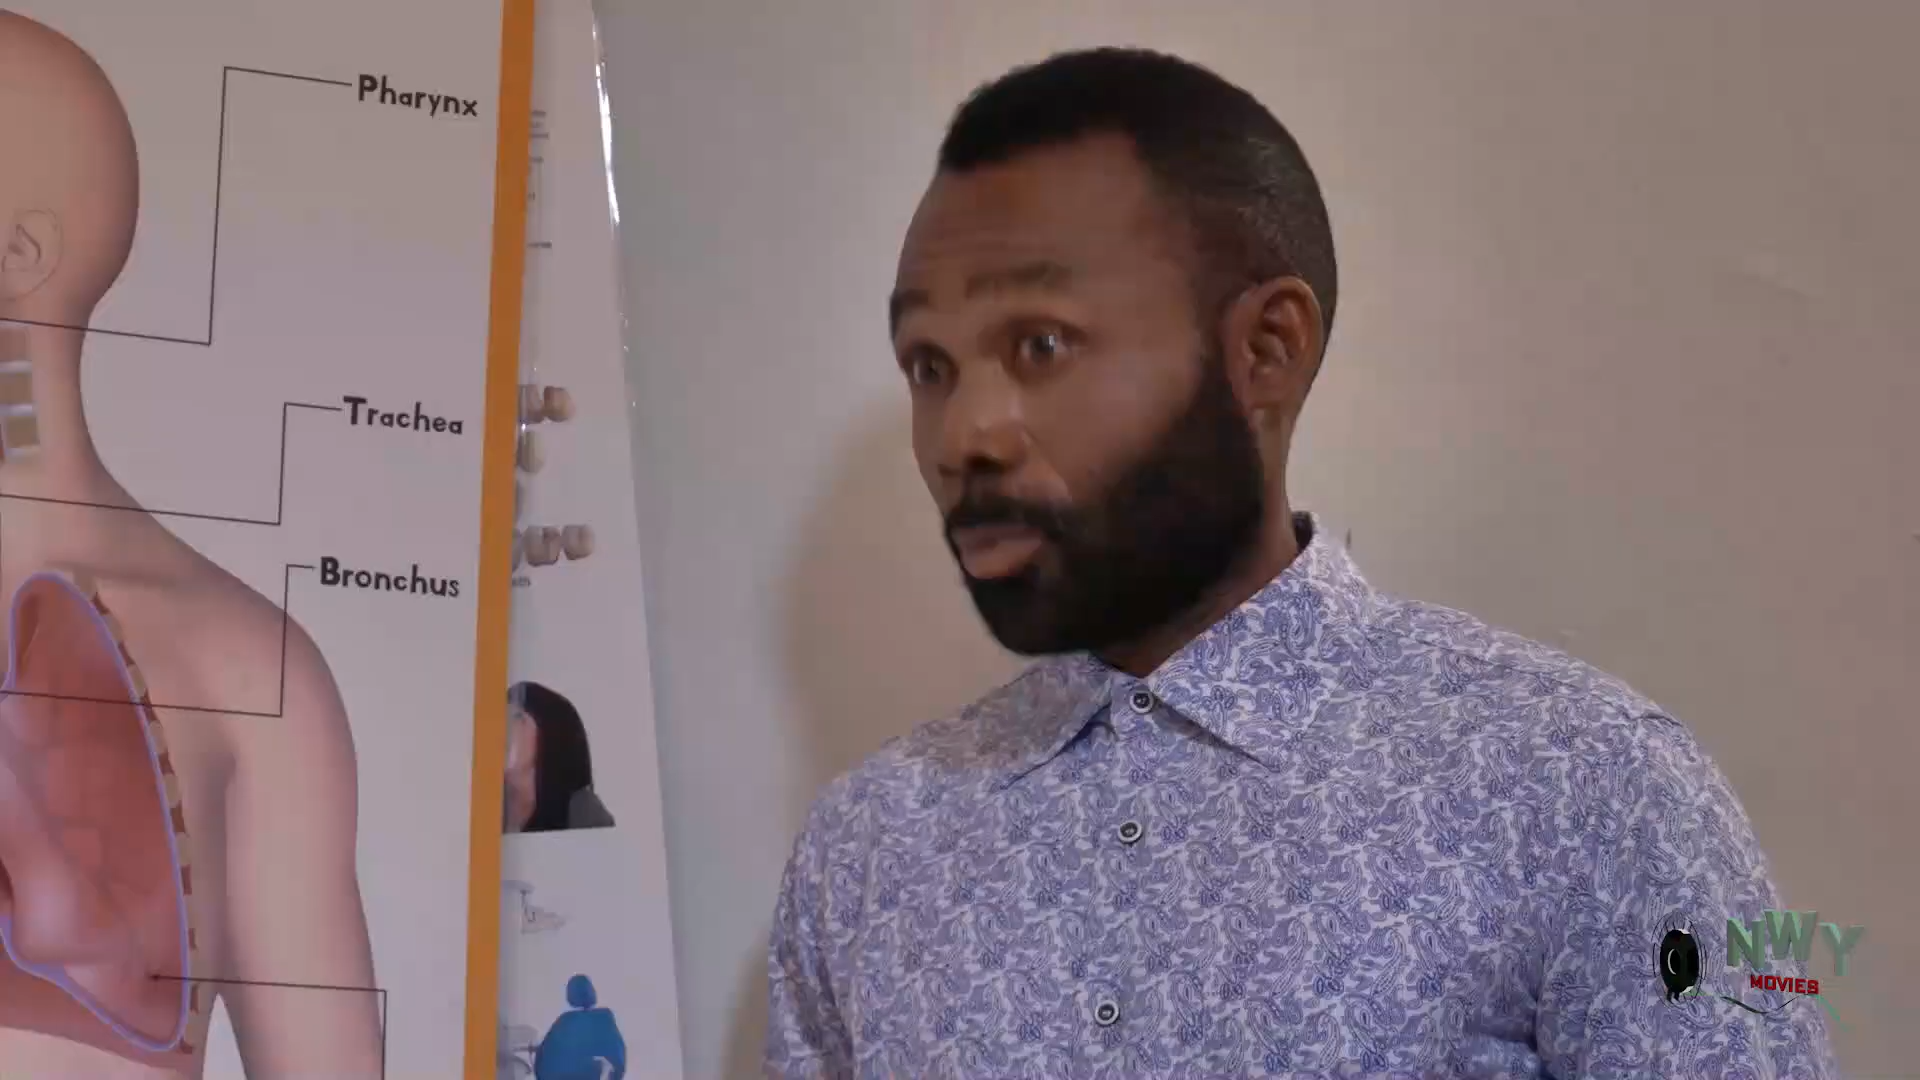 Pharynx
Trachea
Bronchus
NWY
MOVIES